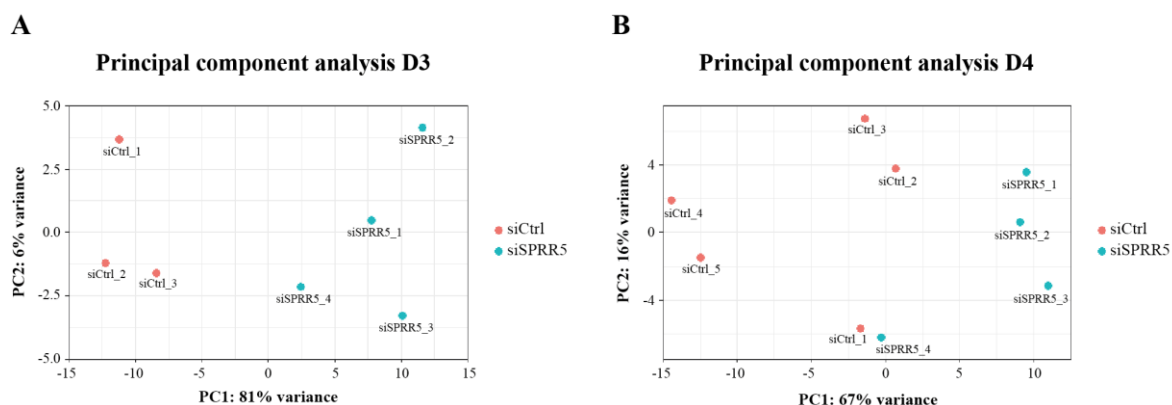 A
Principal component analysis D3
PC2: 6% variance
5.0
2.5
0.0
-2.5
-5.0
siCtrl_1
siSPRR5_2
siSPRR5_1
siCtrl_2
siCtrl_3
siSPRR5_4
siSPRR5_3
-15 -10 -5 0 5 10 15
PC1: 81% variance
siCtrl
siSPRR5
B
Principal component analysis D4
PC2: 16% variance
4
0
-4
siCtrl_3
siCtrl_2
siSPRR5_1
siCtrl_4
siSPRR5_2
siCtrl_5
siSPRR5_3
siCtrl_1
siSPRR5_4
-15 -10 -5 0 5 10
PC1: 67% variance
siCtrl
siSPRR5